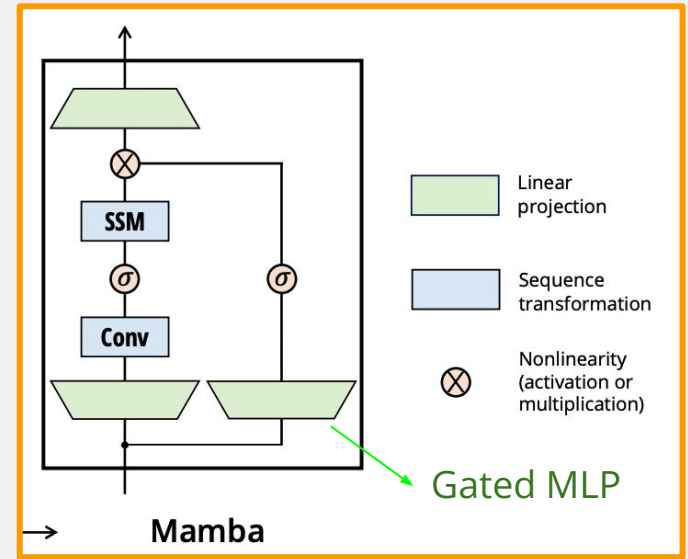 SSM
σ
σ
Conv
Linear
projection
Sequence
transformation
Nonlinearity
(activation or
multiplication)
Gated MLP
Mamba